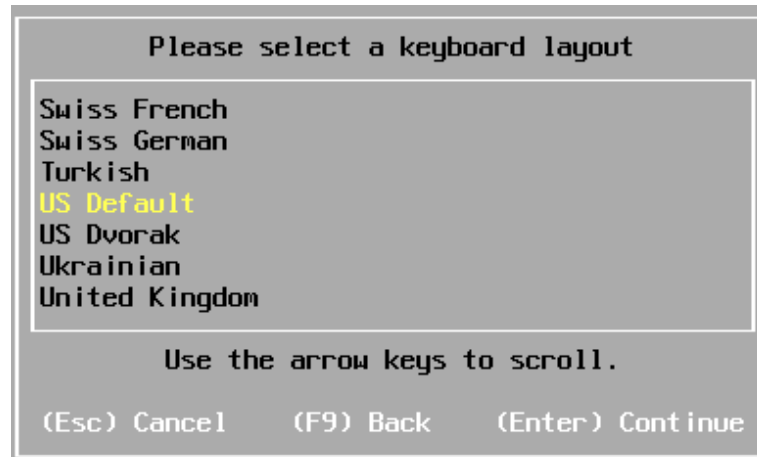 Please select a keyboard layout
Swiss French
Swiss German
Turkish
US Default
US Dvorak
Ukrainian
United Kingdom
Use the arrow keys to scroll.
(Esc) Cancel (F9) Back (Enter) Continue